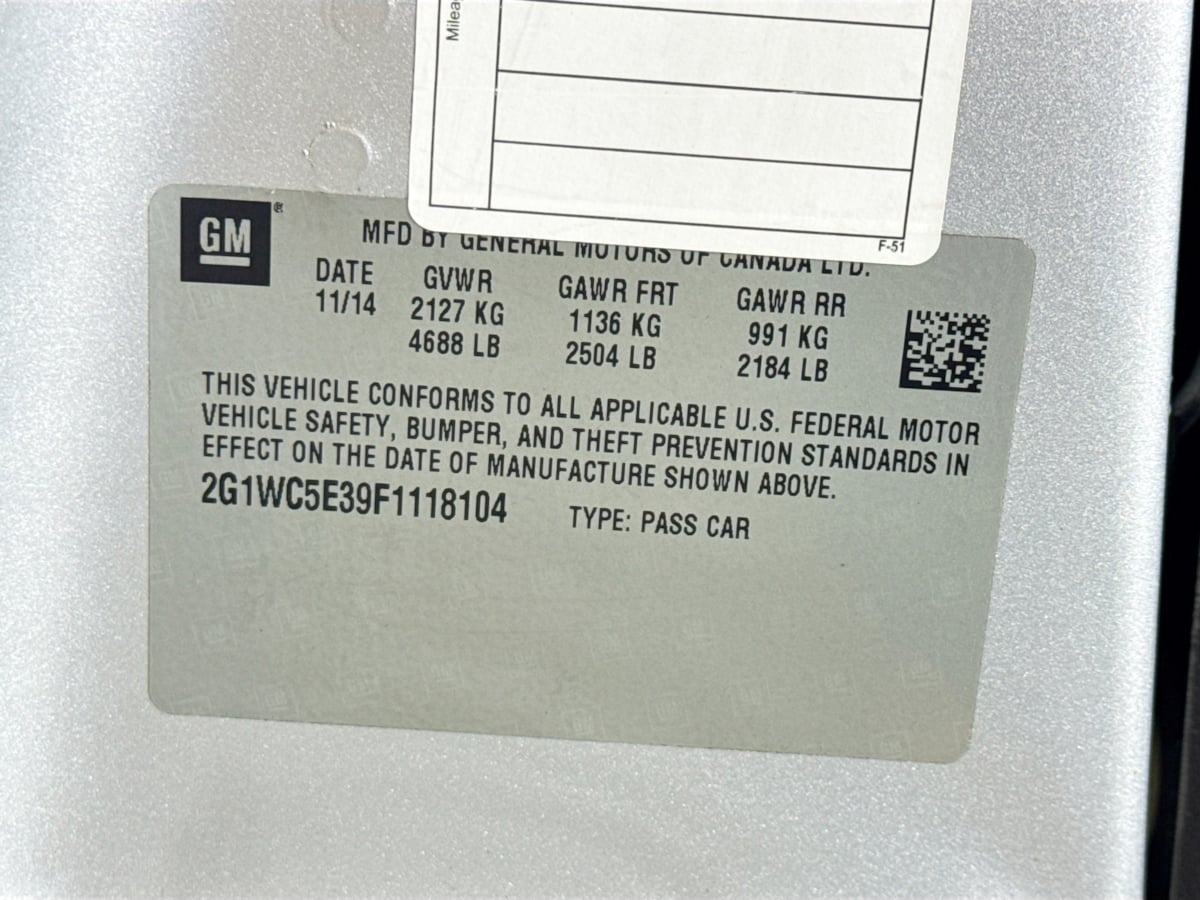 Mileag
F-51
GM®
MFD BY GENERAL MOTORS OF CANADA LTD.
DATE GVWR GAWR FRT GAWR RR
11/14 2127 KG 1136 KG 991 KG
4688 LB 2504 LB 2184 LB
THIS VEHICLE CONFORMS TO ALL APPLICABLE U.S. FEDERAL MOTOR
VEHICLE SAFETY, BUMPER, AND THEFT PREVENTION STANDARDS IN
EFFECT ON THE DATE OF MANUFACTURE SHOWN ABOVE.
2G1WC5E39F1118104 TYPE: PASS CAR